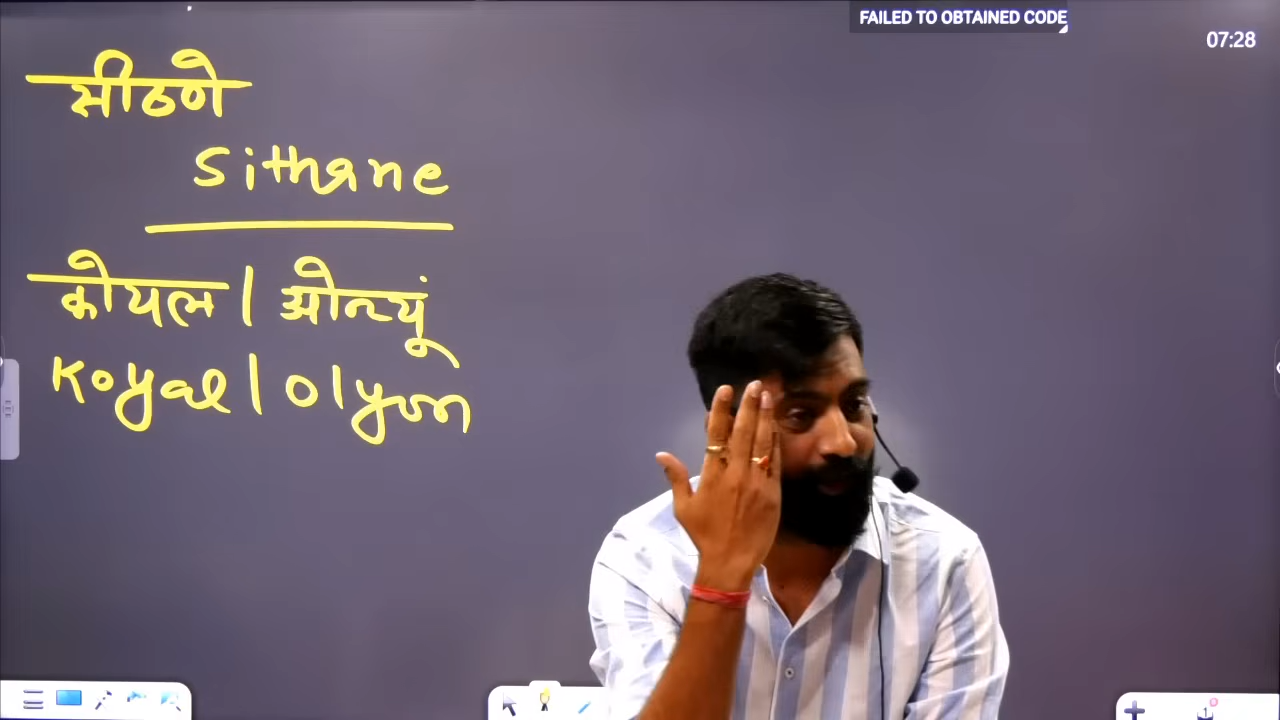 FAILED TO OBTAINED CODE
07:28
सीठणे
Sithane
कोयल | ओल्यूं
Koyal | Olyun